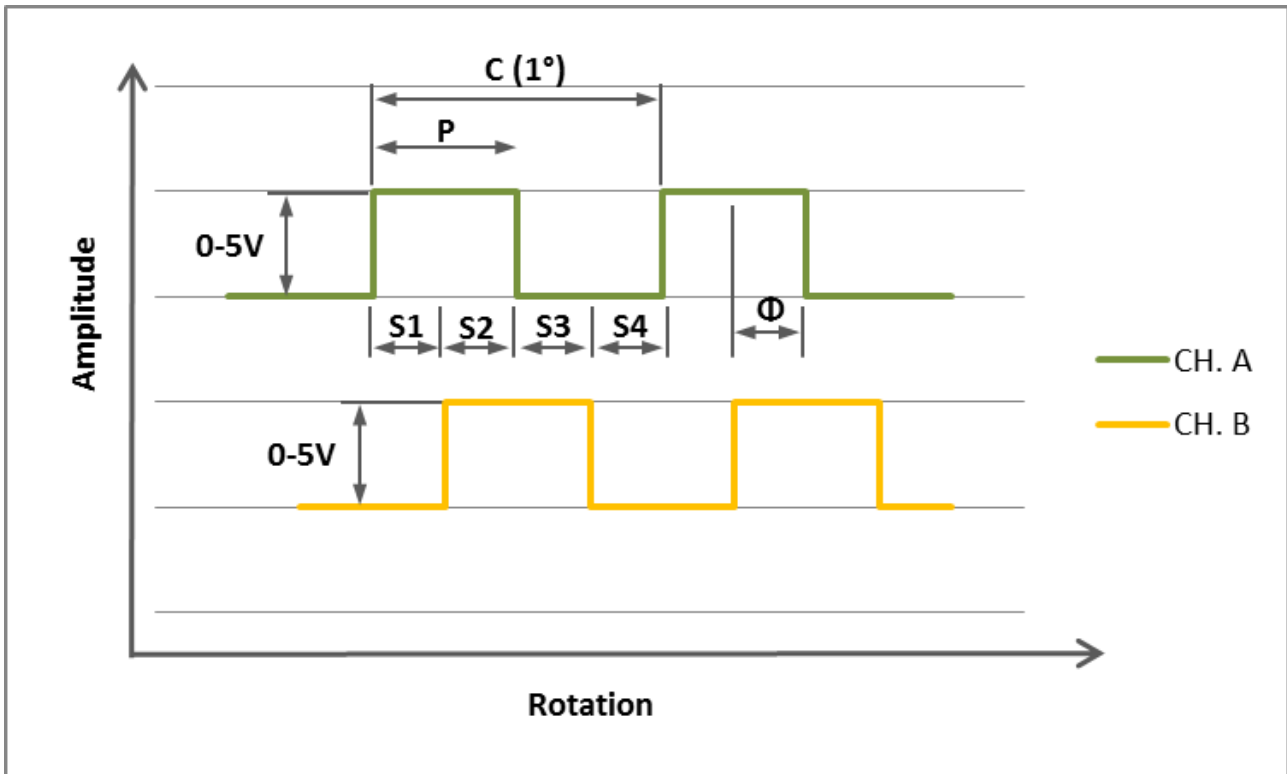 C (1°)
P
0-5V
S1 S2 S3 S4 Φ
Amplitude
CH. A
CH. B
0-5V
Rotation